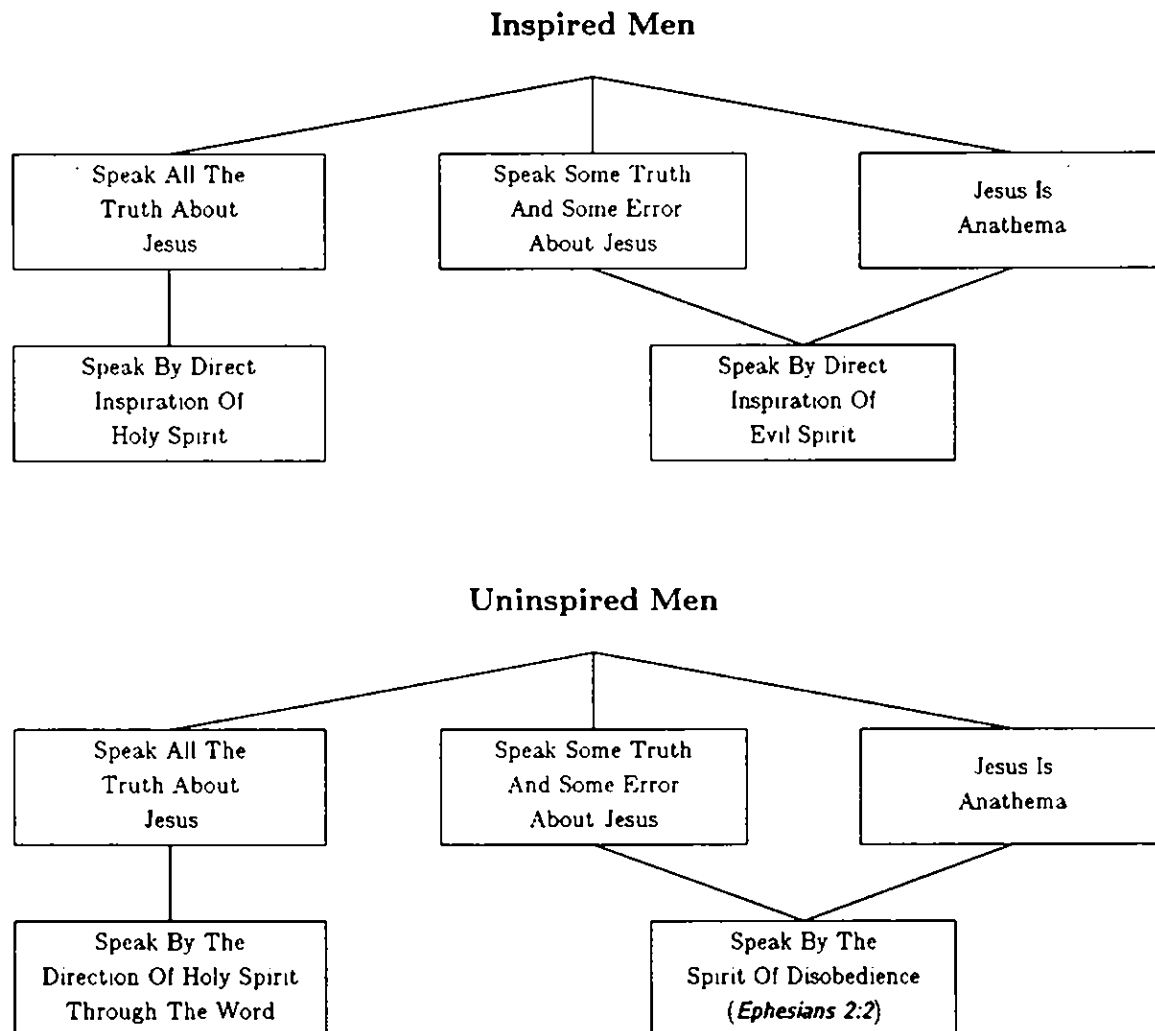 Inspired Men
Speak All The
Truth About
Jesus
Speak Some Truth
And Some Error
About Jesus
Jesus Is
Anathema
Speak By Direct
Inspiration Of
Holy Spirit
Speak By Direct
Inspiration Of
Evil Spirit
Uninspired Men
Speak All The
Truth About
Jesus
Speak Some Truth
And Some Error
About Jesus
Jesus Is
Anathema
Speak By The
Direction Of Holy Spirit
Through The Word
Speak By The
Spirit Of Disobedience
(Ephesians 2:2)